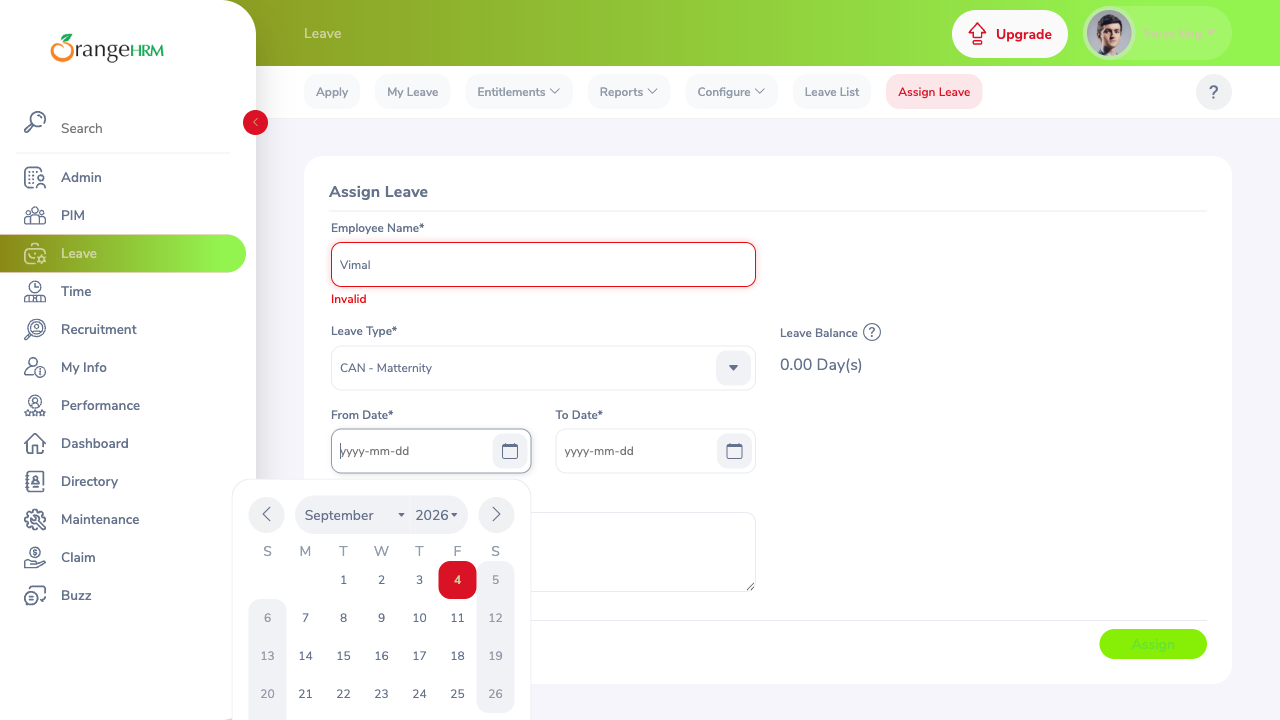 OrangeHRM
Leave
Upgrade
Apply
My Leave
Entitlements
Reports
Configure
Leave List
Assign Leave
?
Search
Admin
PIM
Leave
Time
Recruitment
My Info
Performance
Dashboard
Directory
Maintenance
Claim
Buzz
Assign Leave
Employee Name*
Vimal
Invalid
Leave Type*
CAN - Matternity
Leave Balance ?
0.00 Day(s)
From Date*
To Date*
yyyy-mm-dd
yyyy-mm-dd
September 2026
S M T W T F S
1 2 3 4 5
6 7 8 9 10 11 12
13 14 15 16 17 18 19
20 21 22 23 24 25 26
Assign